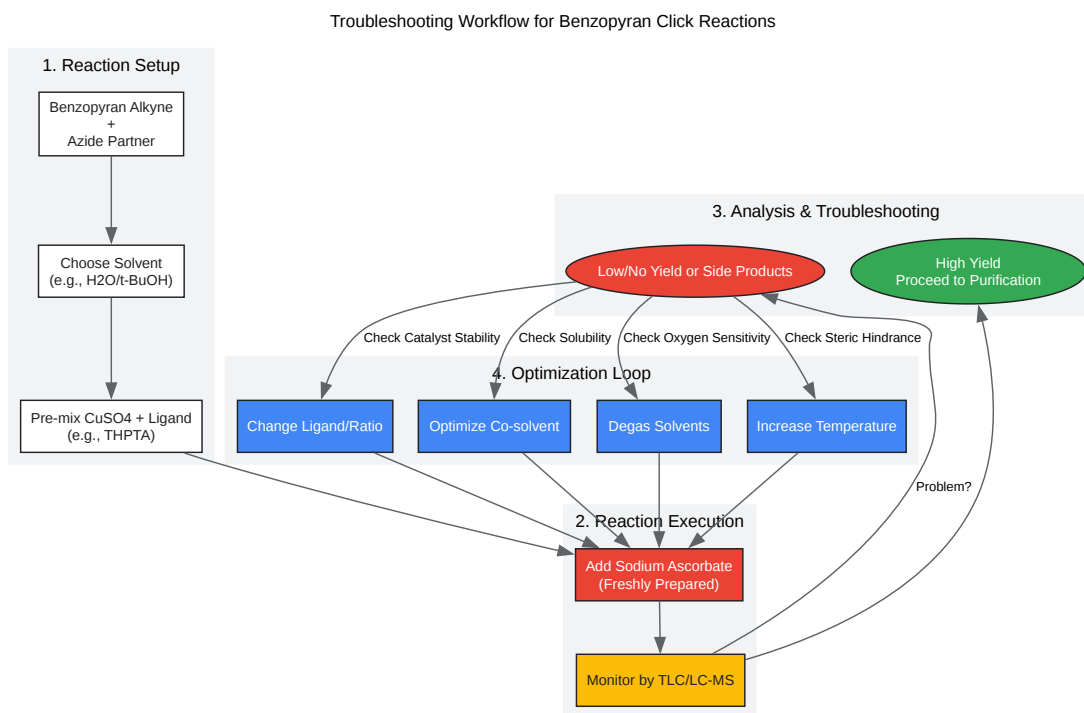 Troubleshooting Workflow for Benzopyran Click Reactions
1. Reaction Setup
Benzopyran Alkyne
+
Azide Partner
Choose Solvent
(e.g., H2O/t-BuOH)
Pre-mix CuSO4 + Ligand
(e.g., THPTA)
3. Analysis & Troubleshooting
Low/No Yield or Side Products
High Yield
Proceed to Purification
Check Catalyst Stability
Check Solubility
Check Oxygen Sensitivity
Check Steric Hindrance
4. Optimization Loop
Change Ligand/Ratio
Optimize Co-solvent
Degas Solvents
Increase Temperature
Problem?
2. Reaction Execution
Add Sodium Ascorbate
(Freshly Prepared)
Monitor by TLC/LC-MS